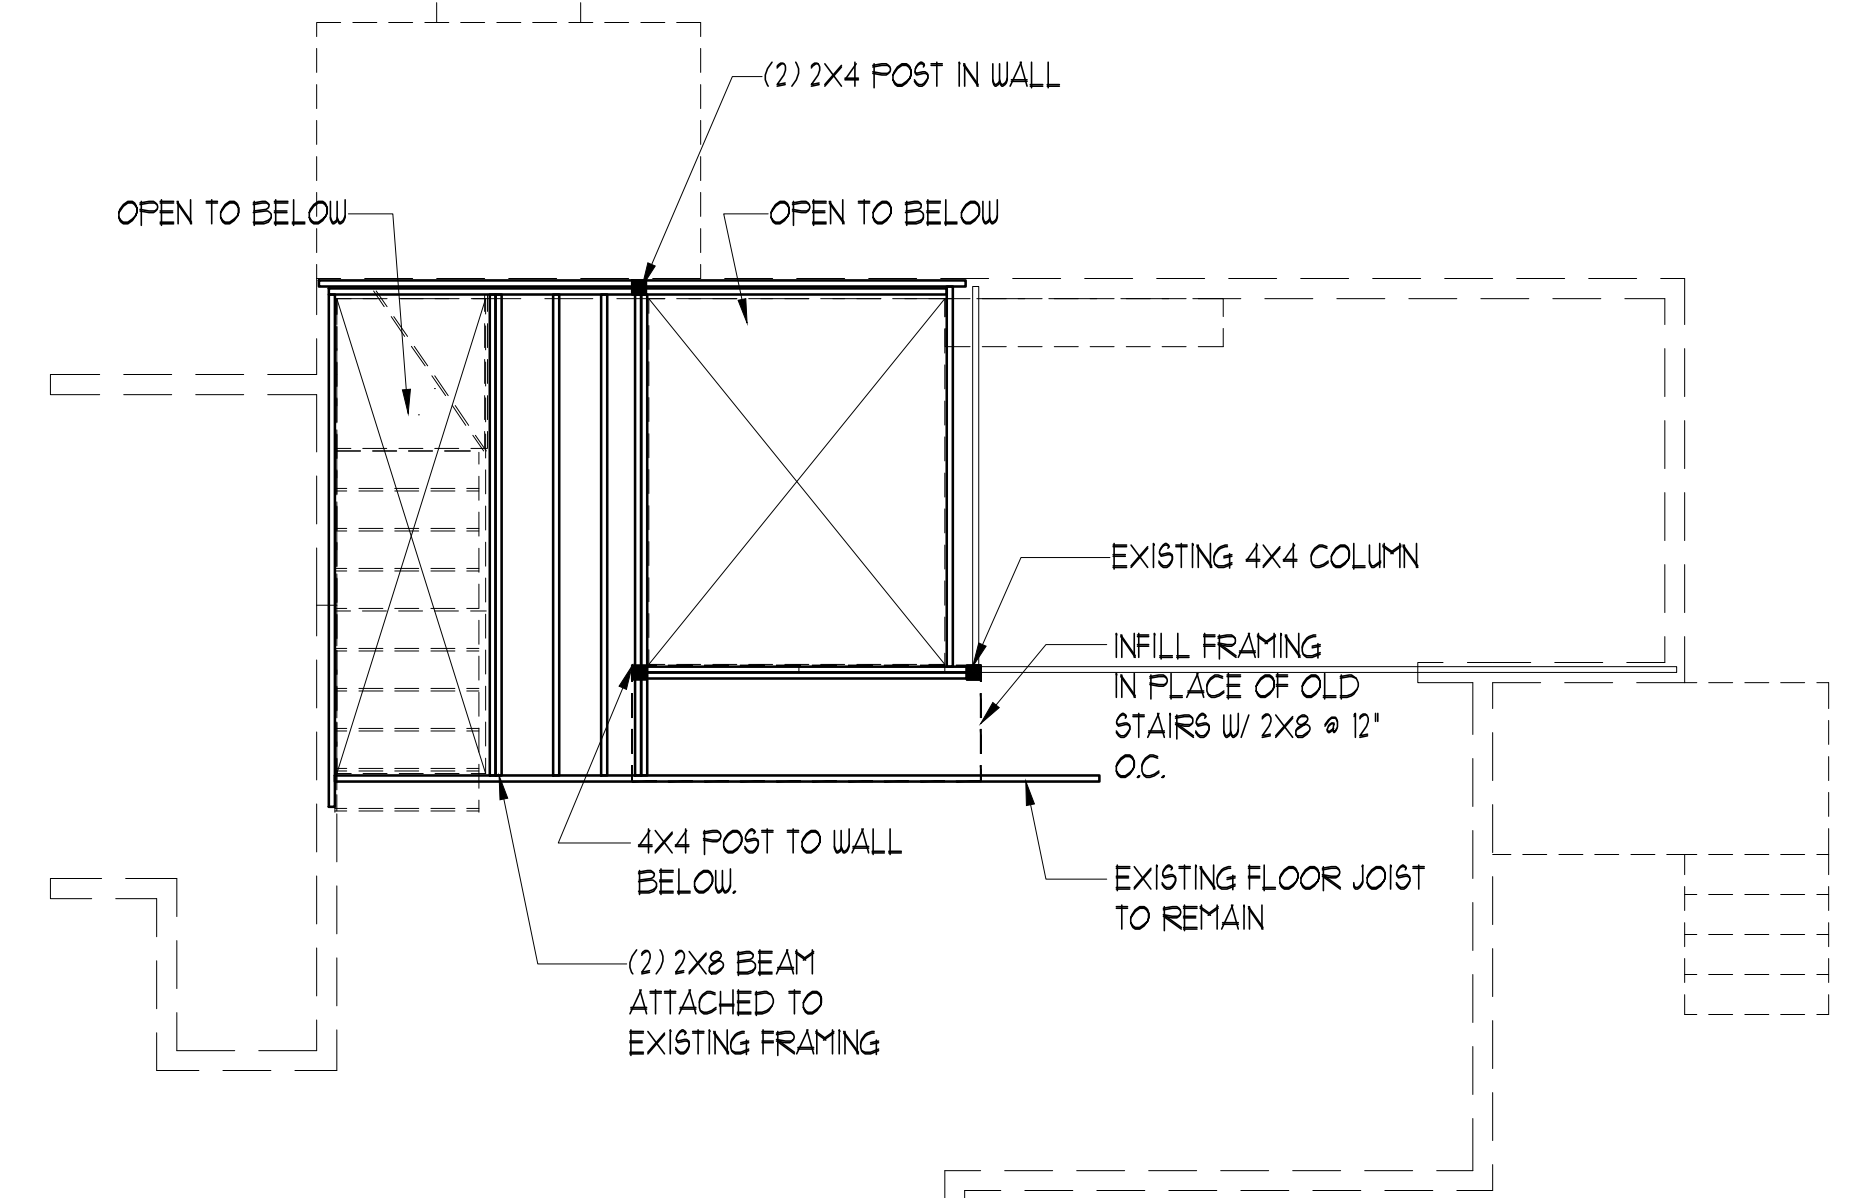 (2) 2X4 POST IN WALL
OPEN TO BELOW
OPEN TO BELOW
EXISTING 4X4 COLUMN
INFILL FRAMING
IN PLACE OF OLD
STAIRS W/ 2X8 @ 12"
O.C.
4X4 POST TO WALL
BELOW.
EXISTING FLOOR JOIST
TO REMAIN
(2) 2X8 BEAM
ATTACHED TO
EXISTING FRAMING